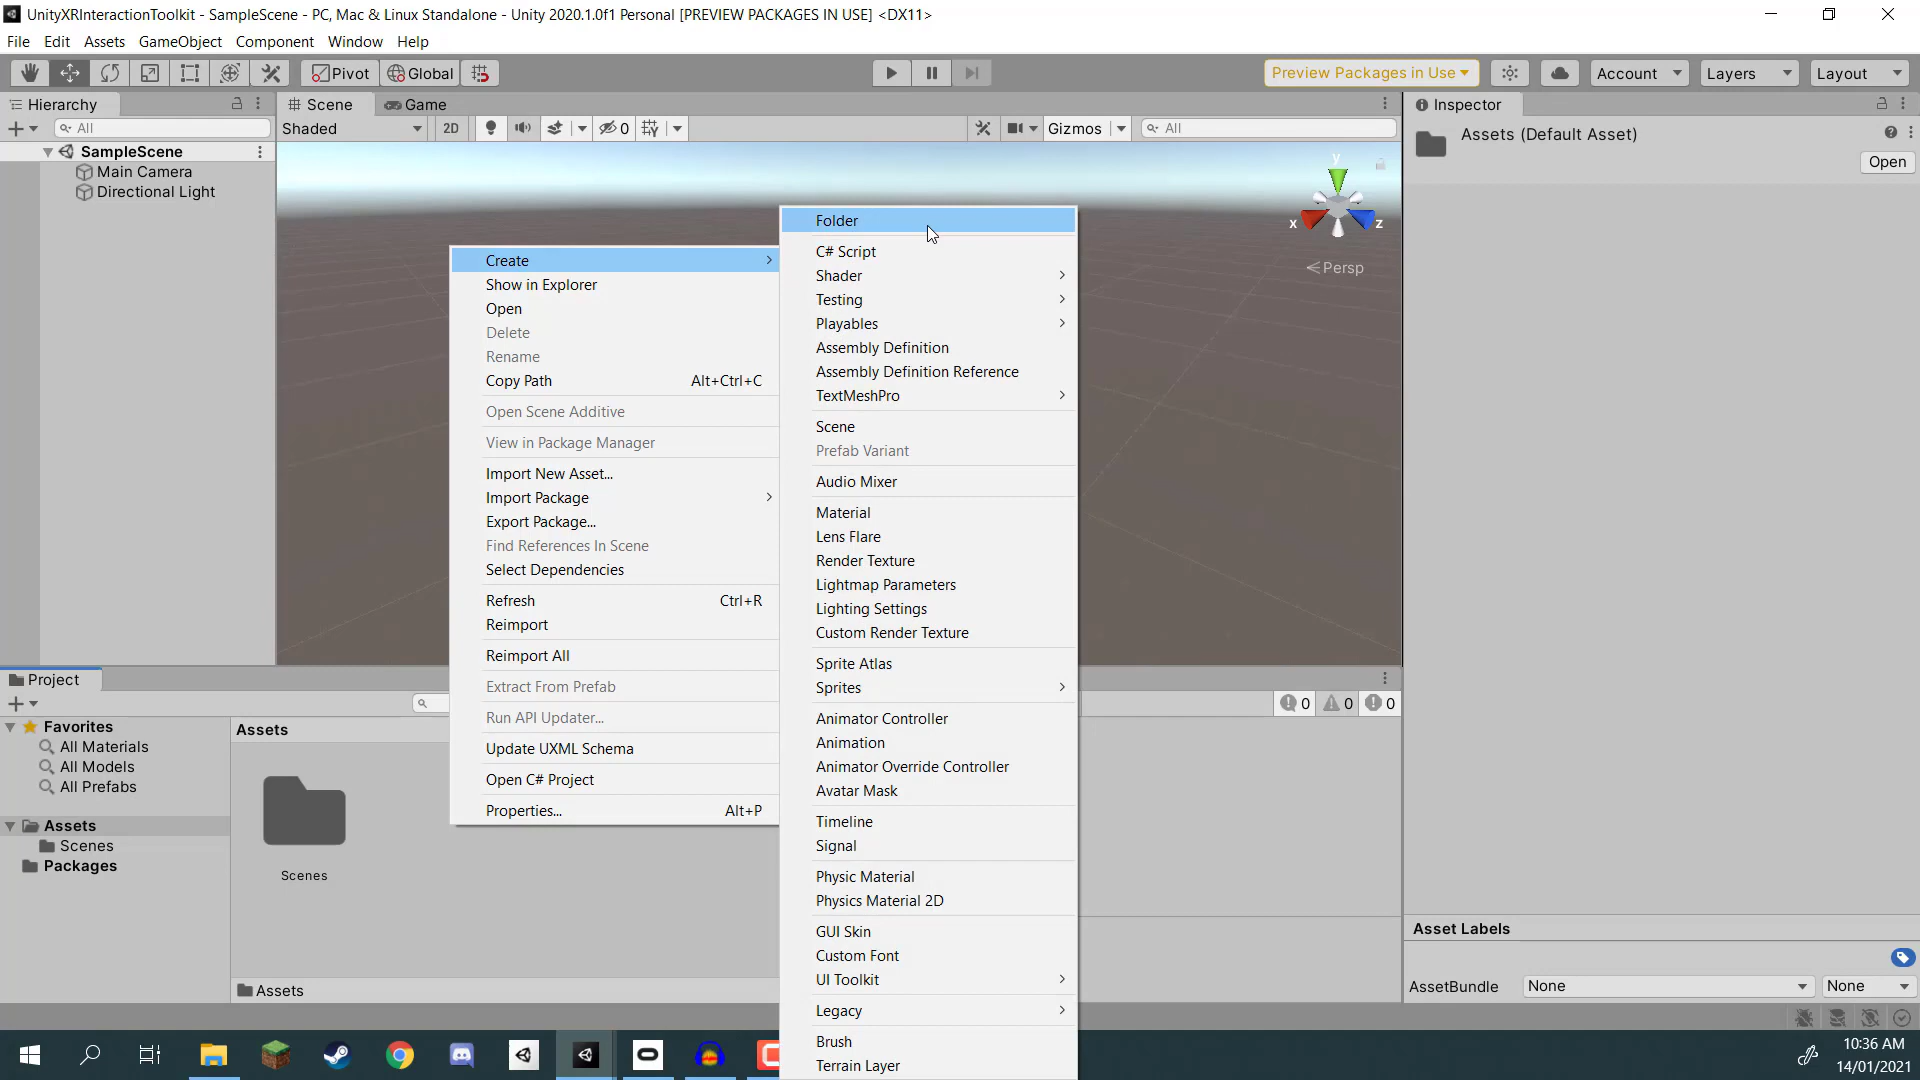 UnityXRInteractionToolkit - SampleScene - PC, Mac & Linux Standalone - Unity 2020.1.0f1 Personal [PREVIEW PACKAGES IN USE] <DX11>
File Edit Assets GameObject Component Window Help
Pivot Global Preview Packages in Use Account Layers Layout
Hierarchy Scene Game Inspector
All Shaded 2D 0 Gizmos All
Assets (Default Asset)
Open
SampleScene
Main Camera
Directional Light
y
x z
Persp
Create
Show in Explorer
Open
Delete
Rename
Copy Path Alt+Ctrl+C
Open Scene Additive
View in Package Manager
Import New Asset...
Import Package
Export Package...
Find References In Scene
Select Dependencies
Refresh Ctrl+R
Reimport
Reimport All
Extract From Prefab
Run API Updater...
Update UXML Schema
Open C# Project
Properties... Alt+P
Folder
C# Script
Shader
Testing
Playables
Assembly Definition
Assembly Definition Reference
TextMeshPro
Scene
Prefab Variant
Audio Mixer
Material
Lens Flare
Render Texture
Lightmap Parameters
Lighting Settings
Custom Render Texture
Sprite Atlas
Sprites
Animator Controller
Animation
Animator Override Controller
Avatar Mask
Timeline
Signal
Physic Material
Physics Material 2D
GUI Skin
Custom Font
UI Toolkit
Legacy
Brush
Terrain Layer
Project
0 0 0
Favorites
All Materials
All Models
All Prefabs
Assets
Scenes
Packages
Assets
Scenes
Assets
Asset Labels
AssetBundle None None
10:36 AM
14/01/2021